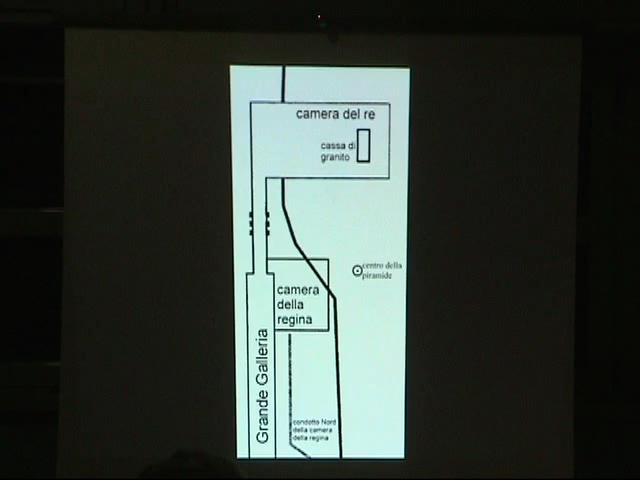 camera del re
cassa di
granito
centro della
piramide
camera
della
regina
Grande Galleria
condotto Nord
della camera
della regina